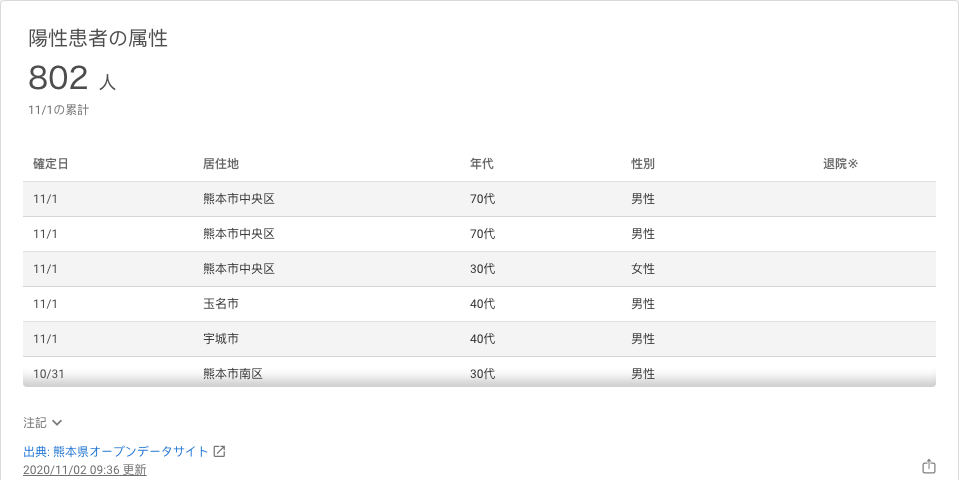 陽性患者の属性
802 人
11/1の累計
確定日 居住地 年代 性別 退院※
11/1 熊本市中央区 70代 男性
11/1 熊本市中央区 70代 男性
11/1 熊本市中央区 30代 女性
11/1 玉名市 40代 男性
11/1 宇城市 40代 男性
10/31 熊本市南区 30代 男性
注記
出典: 熊本県オープンデータサイト
2020/11/02 09:36 更新